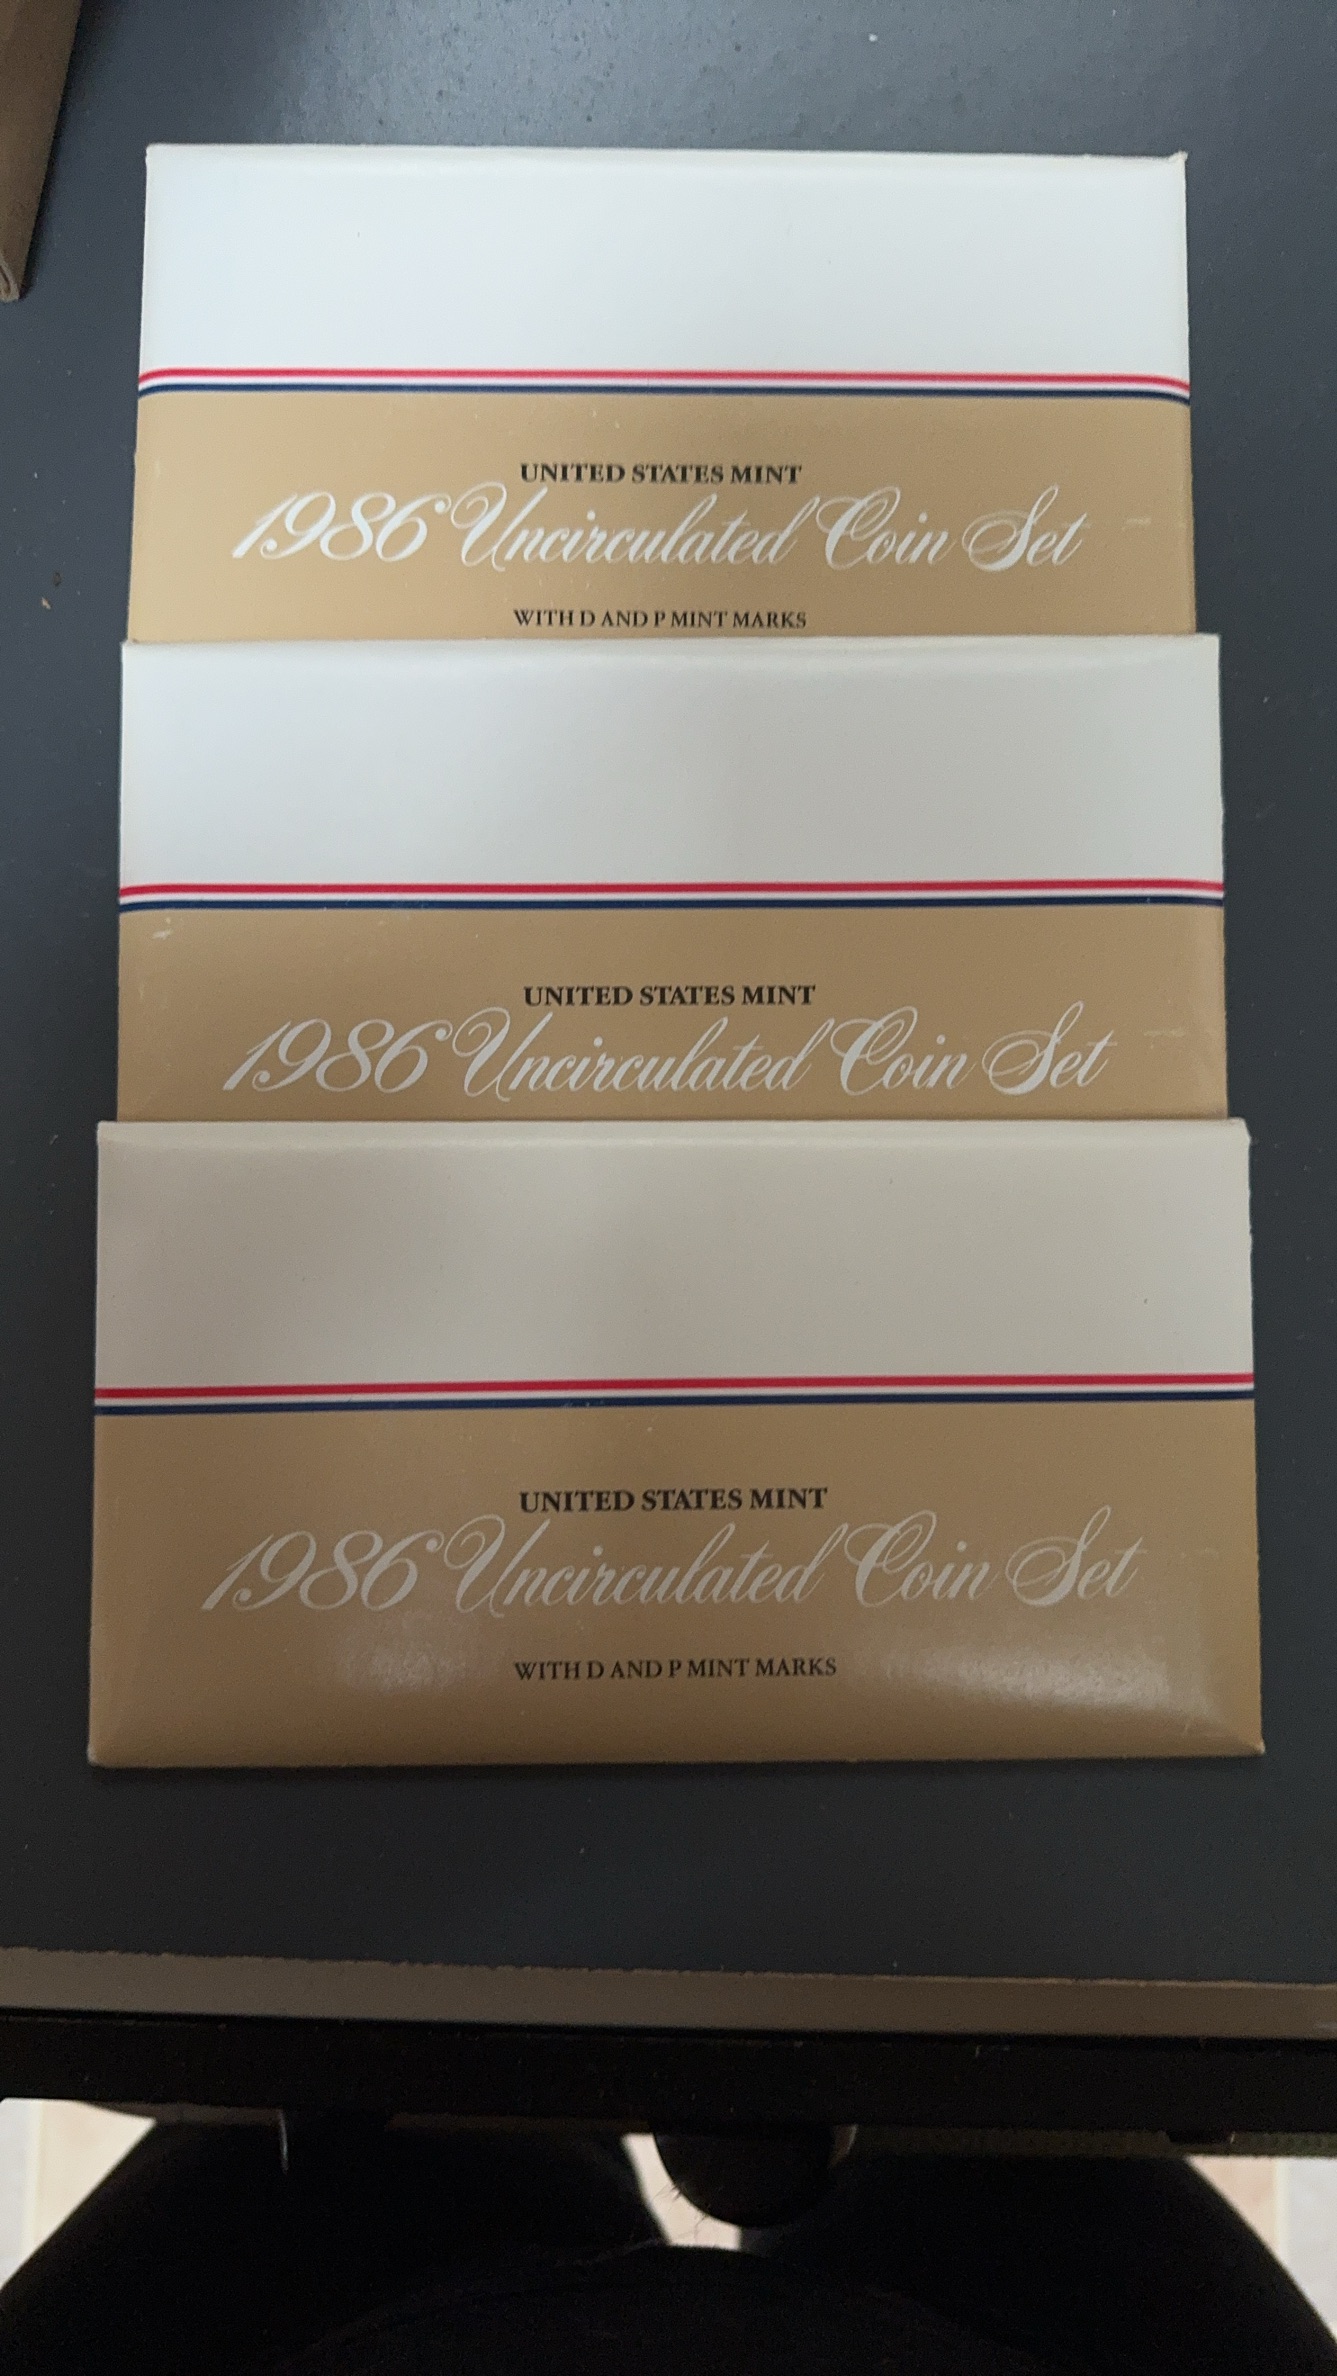 UNITED STATES MINT
1986 Uncirculated Coin Set
WITH D AND P MINT MARKS
UNITED STATES MINT
1986 Uncirculated Coin Set
UNITED STATES MINT
1986 Uncirculated Coin Set
WITH D AND P MINT MARKS